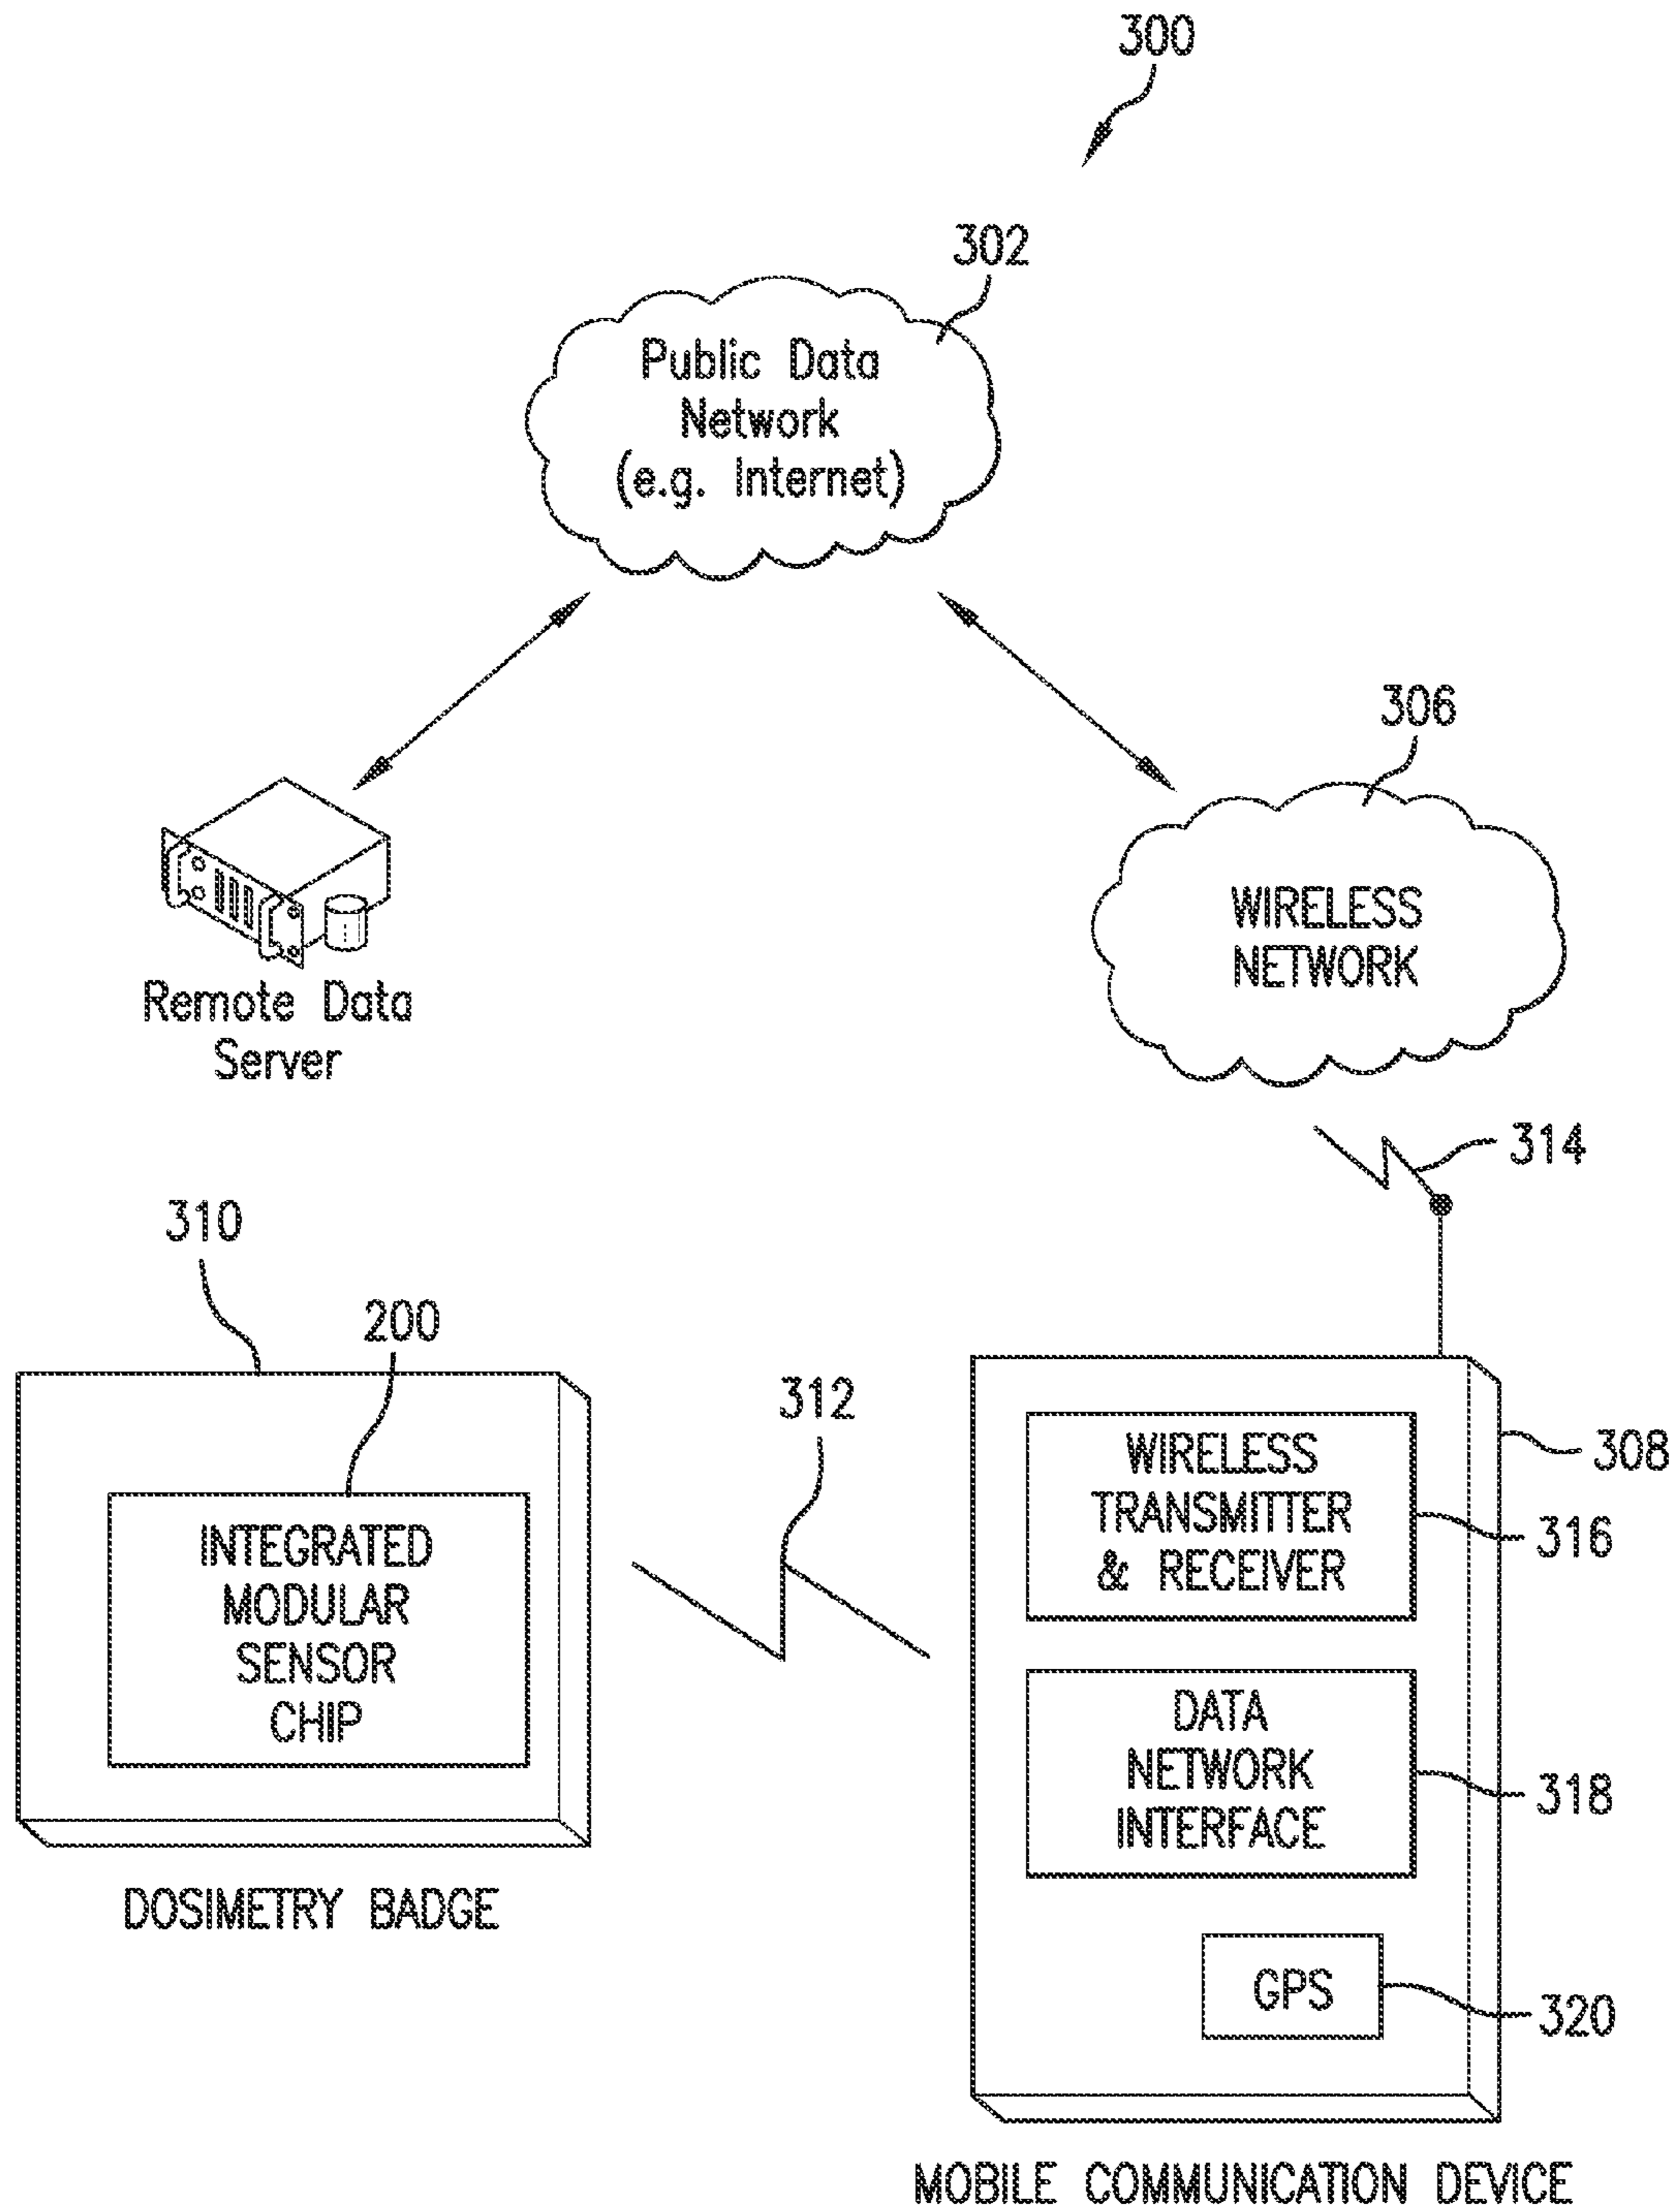 300
302
Public Data
Network
(e.g. Internet)
306
WIRELESS
NETWORK
Remote Data
Server
314
310
200
312
INTEGRATED
MODULAR
SENSOR
CHIP
DOSIMETRY BADGE
308
WIRELESS
TRANSMITTER
& RECEIVER
316
DATA
NETWORK
INTERFACE
318
GPS
320
MOBILE COMMUNICATION DEVICE